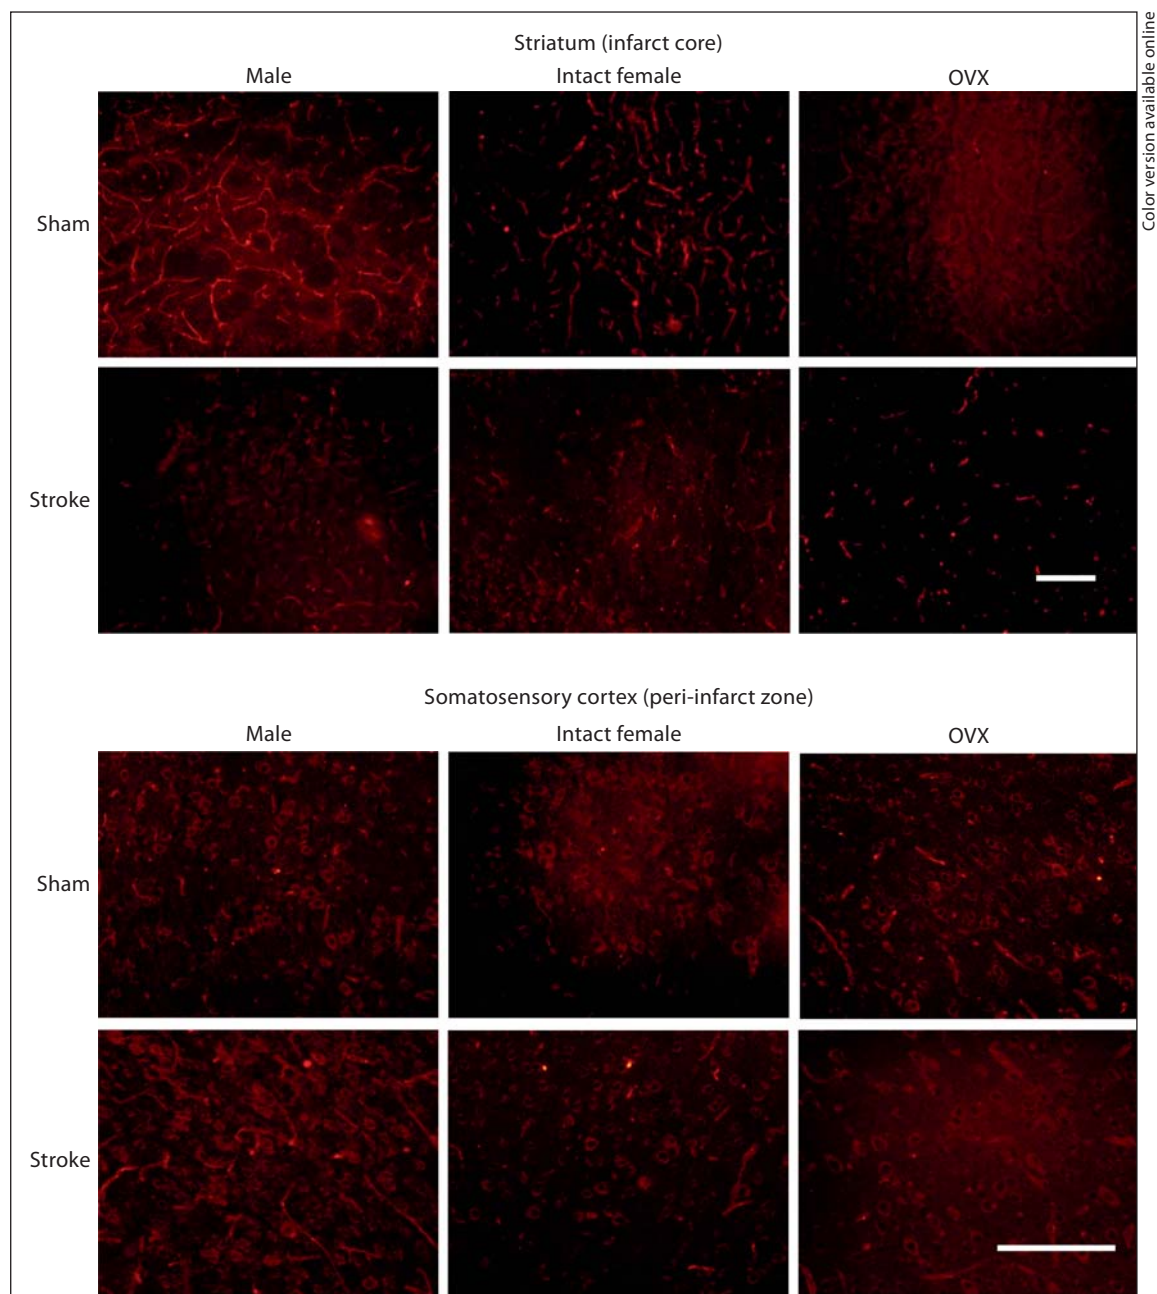 Striatum (infarct core)
Male
Intact female
OVX
Sham
Stroke
Somatosensory cortex (peri-infarct zone)
Male
Intact female
OVX
Sham
Stroke
Color version available online